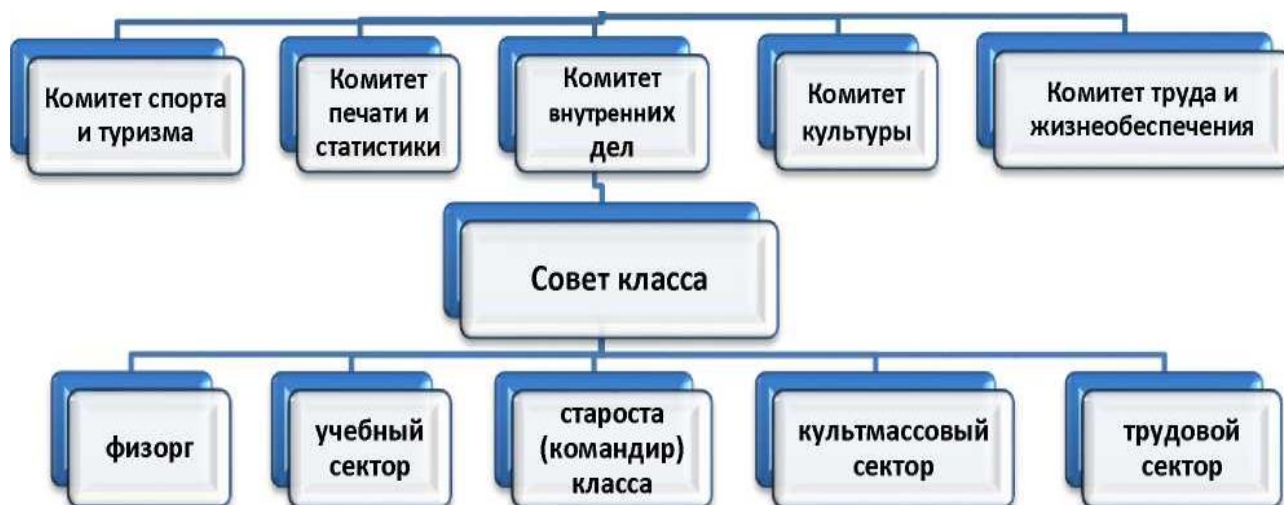 Комитет спорта
и туризма
Комитет
печати и
статистики
Комитет
внутренних
дел
Комитет
культуры
Комитет труда и
жизнеобеспечения
Совет класса
физорг
учебный
сектор
староста
(командир)
класса
культмассовый
сектор
трудовой
сектор